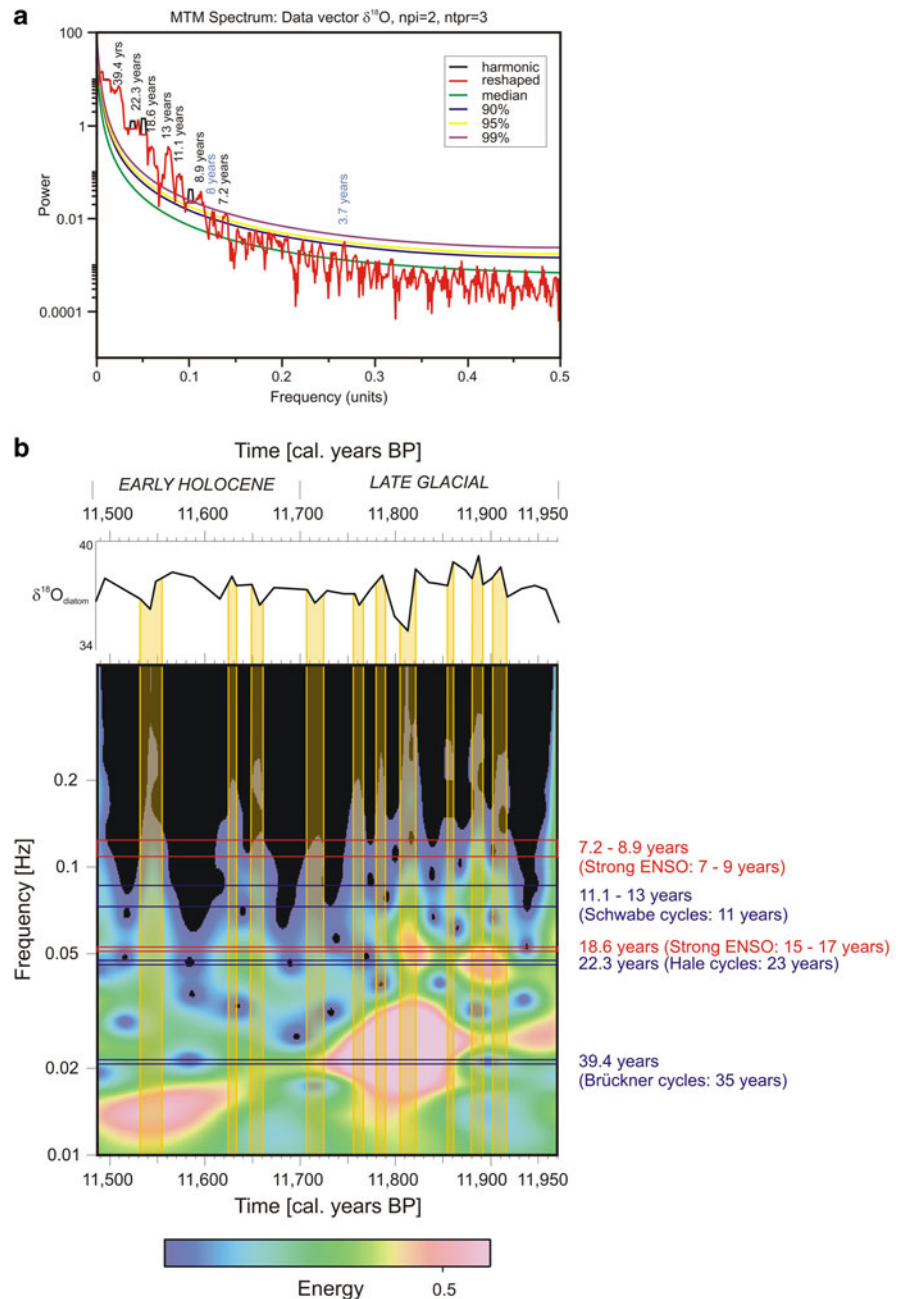 a
MTM Spectrum: Data vector δ¹⁸O, npi=2, ntpr=3
100
1
0.01
0.0001
Power
39.4 yrs
22.3 years
18.6 years
13 years
11.1 years
8.9 years
8 years
7.2 years
3.7 years
harmonic
reshaped
median
90%
95%
99%
0 0.1 0.2 0.3 0.4 0.5
Frequency (units)
b
Time [cal. years BP]
EARLY HOLOCENE LATE GLACIAL
11,500 11,600 11,700 11,800 11,900 11,950
40
δ¹⁸Odiatom
34
Frequency [Hz]
0.2
0.1
0.05
0.02
0.01
7.2 - 8.9 years
(Strong ENSO: 7 - 9 years)
11.1 - 13 years
(Schwabe cycles: 11 years)
18.6 years (Strong ENSO: 15 - 17 years)
22.3 years (Hale cycles: 23 years)
39.4 years
(Brückner cycles: 35 years)
11,500 11,600 11,700 11,800 11,900 11,950
Time [cal. years BP]
0.5
Energy